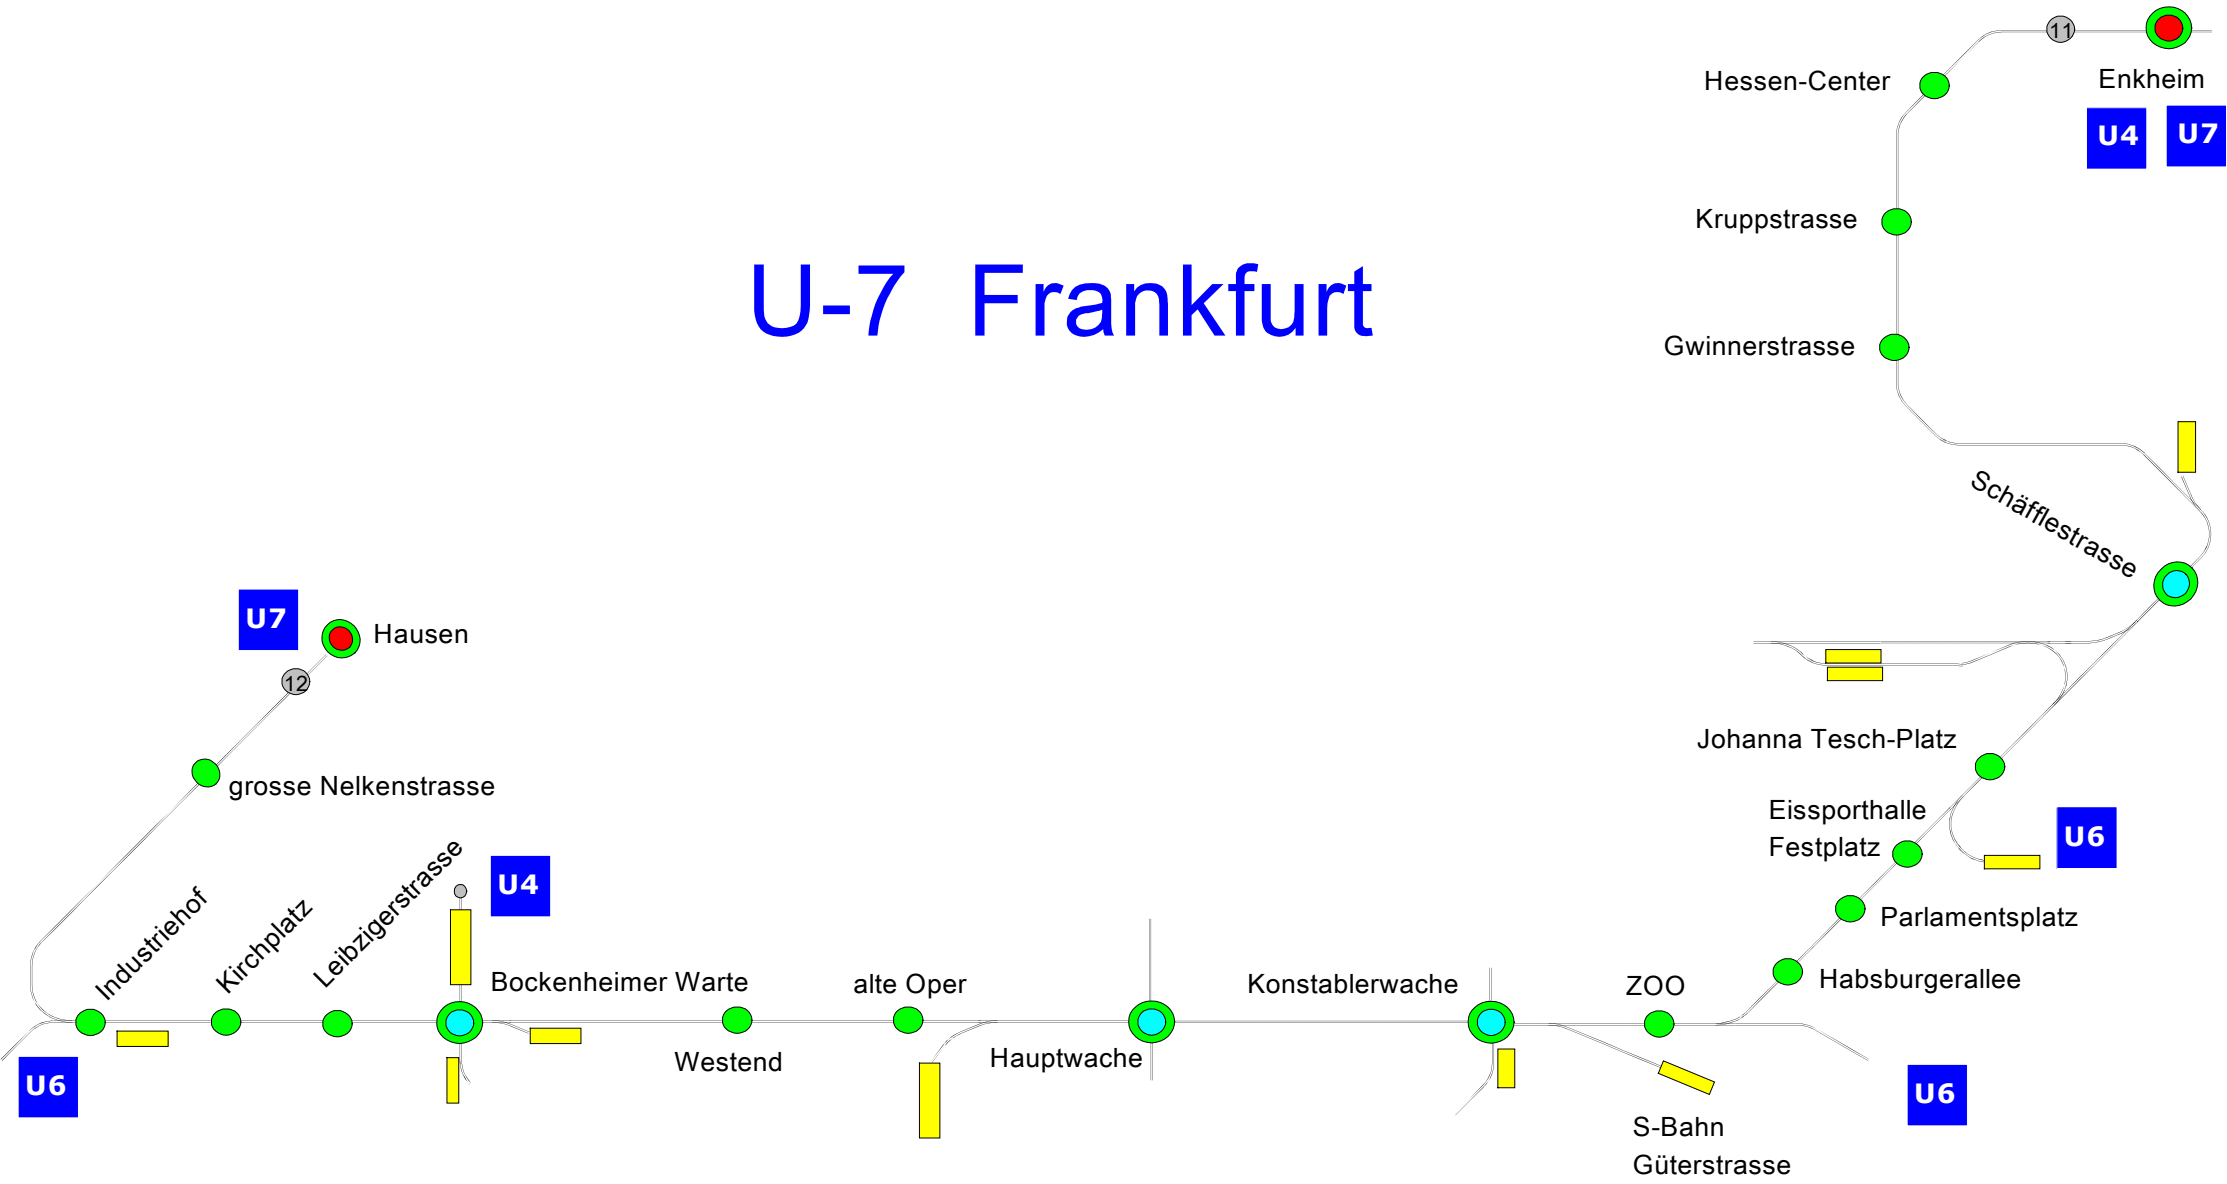 11
Enkheim
Hessen-Center
U4
U7
Kruppstrasse
U-7 Frankfurt
Gwinnerstrasse
Schäfflestrasse
U7
Hausen
12
Johanna Tesch-Platz
grosse Nelkenstrasse
Eissporthalle
Festplatz
U6
Industriehof
Kirchplatz
Leibzigerstrasse
U4
Parlamentsplatz
Bockenheimer Warte
alte Oper
Konstablerwache
ZOO
Habsburgerallee
Westend
Hauptwache
U6
U6
S-Bahn
Güterstrasse